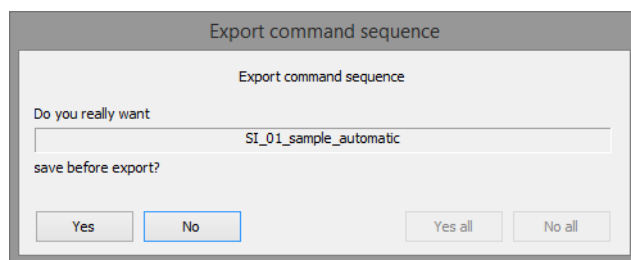 Export command sequence
Export command sequence
Do you really want
SI_01_sample_automatic
save before export?
Yes No Yes all No all